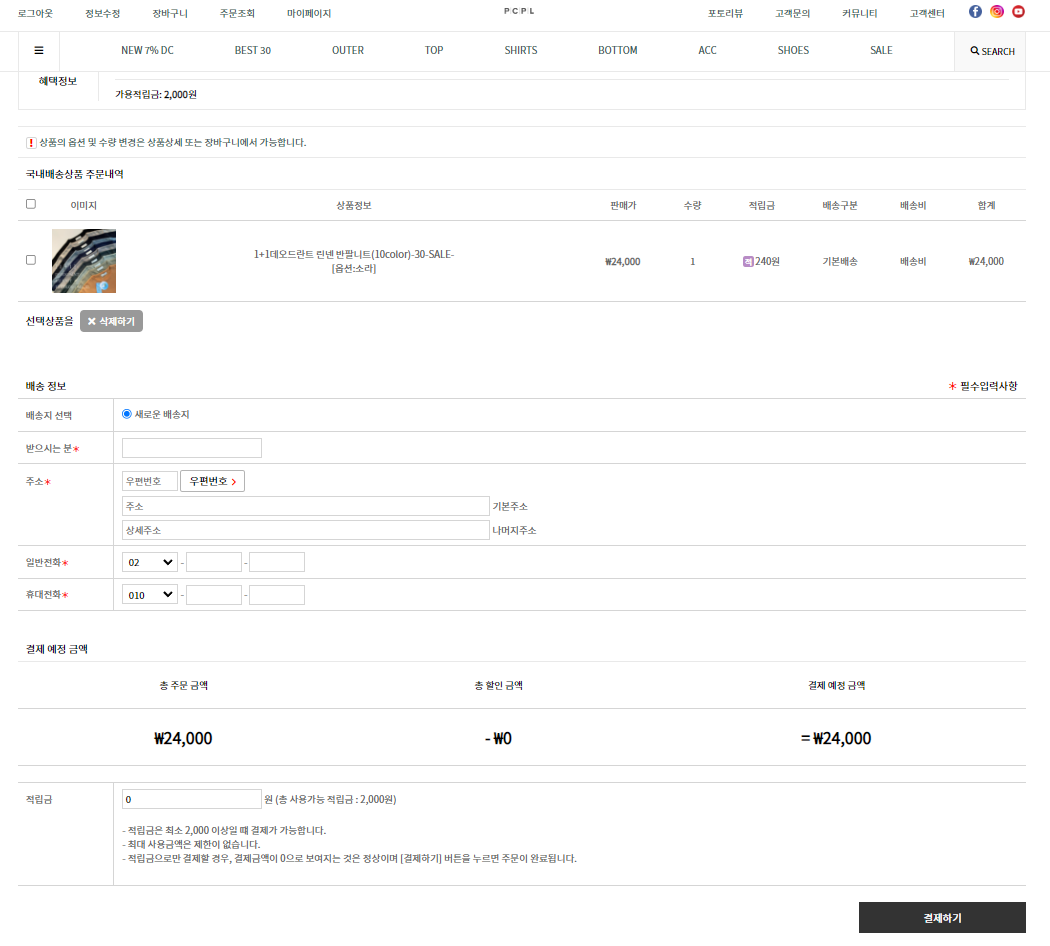 로그아웃 정보수정 장바구니 주문조회 마이페이지 PCPL 포토리뷰 고객문의 커뮤니티 고객센터
NEW 7% DC BEST 30 OUTER TOP SHIRTS BOTTOM ACC SHOES SALE SEARCH
혜택정보
가용적립금: 2,000원
상품의 옵션 및 수량 변경은 상품상세 또는 장바구니에서 가능합니다.
국내배송상품 주문내역
이미지 상품정보 판매가 수량 적립금 배송구분 배송비 합계
1+1데오드란트 린넨 반팔니트(10color)-30-SALE-
[옵션:소라]
₩24,000 1 적 240원 기본배송 배송비 ₩24,000
선택상품을 삭제하기
배송 정보 * 필수입력사항
배송지 선택 새로운 배송지
받으시는 분*
주소* 우편번호 우편번호 >
주소 기본주소
상세주소 나머지주소
일반전화* 02 - -
휴대전화* 010 - -
결제 예정 금액
총 주문 금액 총 할인 금액 결제 예정 금액
₩24,000 - ₩0 = ₩24,000
적립금 0 원 (총 사용가능 적립금 : 2,000원)
- 적립금은 최소 2,000 이상일 때 결제가 가능합니다.
- 최대 사용금액은 제한이 없습니다.
- 적립금으로만 결제할 경우, 결제금액이 0으로 보여지는 것은 정상이며 [결제하기] 버튼을 누르면 주문이 완료됩니다.
결제하기